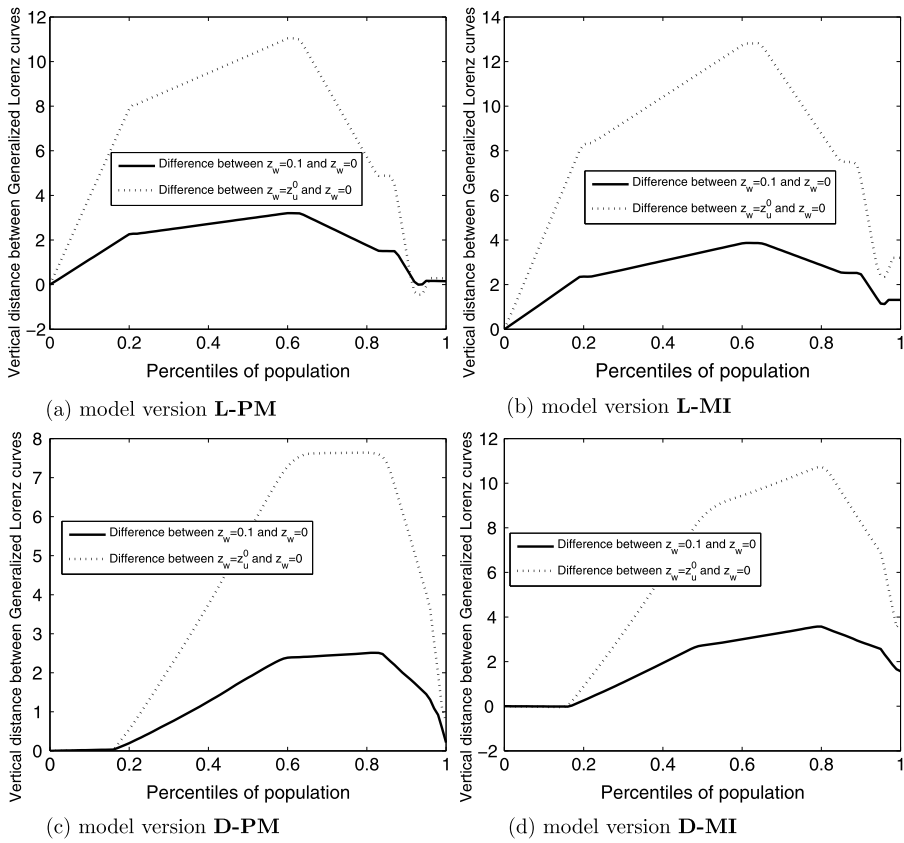 Vertical distance between Generalized Lorenz curves
12
10
8
6
4
2
0
−2
Difference between z_w=0.1 and z_w=0
Difference between z_w=z_u^0 and z_w=0
0 0.2 0.4 0.6 0.8 1
Percentiles of population
(a) model version L-PM
Vertical distance between Generalized Lorenz curves
14
12
10
8
6
4
2
0
Difference between z_w=0.1 and z_w=0
Difference between z_w=z_u^0 and z_w=0
0 0.2 0.4 0.6 0.8 1
Percentiles of population
(b) model version L-MI
Vertical distance between Generalized Lorenz curves
8
7
6
5
4
3
2
1
0
Difference between z_w=0.1 and z_w=0
Difference between z_w=z_u^0 and z_w=0
0 0.2 0.4 0.6 0.8 1
Percentiles of population
(c) model version D-PM
Vertical distance between Generalized Lorenz curves
12
10
8
6
4
2
0
−2
Difference between z_w=0.1 and z_w=0
Difference between z_w=z_u^0 and z_w=0
0 0.2 0.4 0.6 0.8 1
Percentiles of population
(d) model version D-MI